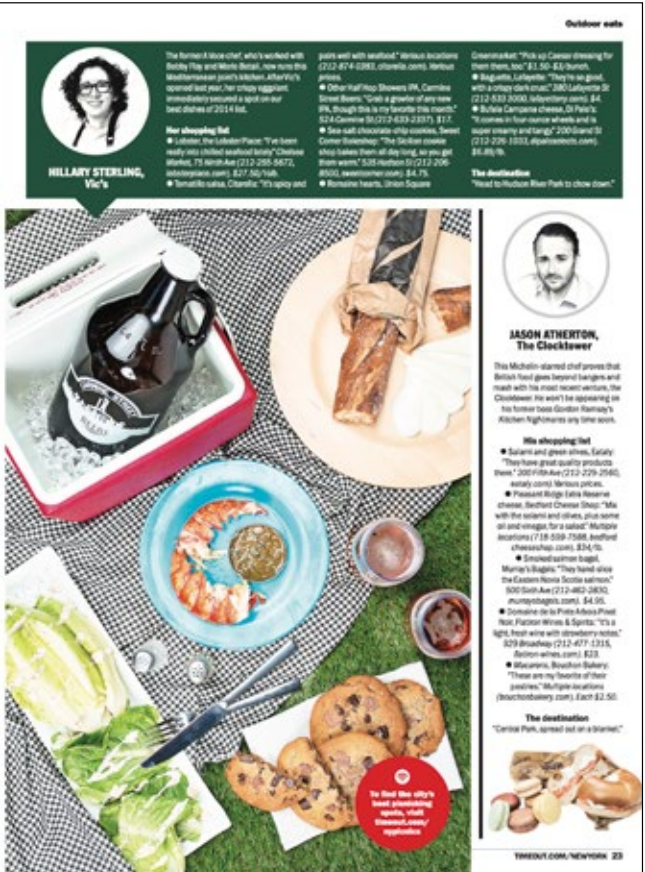 Outdoor eats
The former A Voce chef, who's worked with
Bobby Flay and Mario Batali, now runs this
Mediterranean joint's kitchen. After Vic's
opened last year, her crispy eggplant
immediately secured a spot on our
best dishes of 2014 list.
Her shopping list
● Lobster, the Lobster Place: "I've been
really into chilled seafood lately." Chelsea
Market, 75 Ninth Ave (212-255-5672,
lobsterplace.com). $27.50/lb.
● Tomatillo salsa, Citarella: "It's spicy and
pairs well with seafood." Various locations
(212-874-0383, citarella.com). Various
prices.
● Other Half Hop Showers IPA, Carmine
Street Beers: "Grab a growler of any new
IPA, though this is my favorite this month."
52A Carmine St (212-633-2337). $17.
● Sea-salt chocolate-chip cookies, Sweet
Corner Bakeshop: "The Sicilian cookie
shop bakes them all day long, so you get
them warm." 535 Hudson St (212-206-
8500, sweetcorner.com). $4.75.
● Romaine hearts, Union Square
Greenmarket: "Pick up Caesar dressing for
them there, too." $1.50–$3/bunch.
● Baguette, Lafayette: "They're so good,
with a crispy dark crust." 380 Lafayette St
(212-533-3000, lafayetteny.com). $4.
● Bufala Campana cheese, Di Palo's:
"It comes in four-ounce wheels and is
super creamy and tangy." 200 Grand St
(212-226-1033, dipaloselects.com).
$6.85/lb.
The destination
"Head to Hudson River Park to chow down."
HILLARY STERLING,
Vic's
JASON ATHERTON,
The Clocktower
This Michelin-starred chef proves that
British food goes beyond bangers and
mash with his most recent venture, the
Clocktower. He won't be appearing on
his former boss Gordon Ramsay's
Kitchen Nightmares any time soon.
His shopping list
● Salami and green olives, Eataly:
"They have great quality products
there." 200 Fifth Ave (212-229-2560,
eataly.com). Various prices.
● Pleasant Ridge Extra Reserve
cheese, Bedford Cheese Shop: "Mix
with the salami and olives, plus some
oil and vinegar, for a salad." Multiple
locations (718-599-7588, bedford
cheeseshop.com). $34/lb.
● Smoked salmon bagel,
Murray's Bagels: "They hand-slice
the Eastern Nova Scotia salmon."
500 Sixth Ave (212-462-2830,
murraysbagels.com). $4.95.
● Domaine de la Pinte Arbois Pinot
Noir, Flatiron Wines & Spirits: "It's a
light, fresh wine with strawberry notes."
929 Broadway (212-477-1315,
flatiron-wines.com). $23.
● Macarons, Bouchon Bakery:
"These are my favorite of their
pastries." Multiple locations
(bouchonbakery.com). Each $2.50.
The destination
"Central Park, spread out on a blanket."
To find the city's
best picnicking
spots, visit
timeout.com/
nypicnics
TIMEOUT.COM/NEWYORK 23